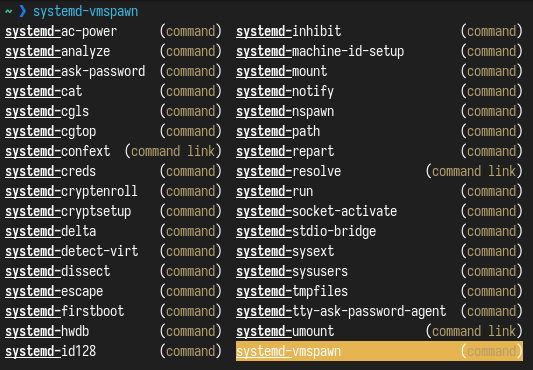 ~ ❯ systemd-vmspawn
systemd-ac-power (command) systemd-inhibit (command)
systemd-analyze (command) systemd-machine-id-setup (command)
systemd-ask-password (command) systemd-mount (command)
systemd-cat (command) systemd-notify (command)
systemd-cgls (command) systemd-nspawn (command)
systemd-cgtop (command) systemd-path (command)
systemd-confext (command link) systemd-repart (command)
systemd-creds (command) systemd-resolve (command link)
systemd-cryptenroll (command) systemd-run (command)
systemd-cryptsetup (command) systemd-socket-activate (command)
systemd-delta (command) systemd-stdio-bridge (command)
systemd-detect-virt (command) systemd-sysext (command)
systemd-dissect (command) systemd-sysusers (command)
systemd-escape (command) systemd-tmpfiles (command)
systemd-firstboot (command) systemd-tty-ask-password-agent (command)
systemd-hwdb (command) systemd-umount (command link)
systemd-id128 (command) systemd-vmspawn (command)